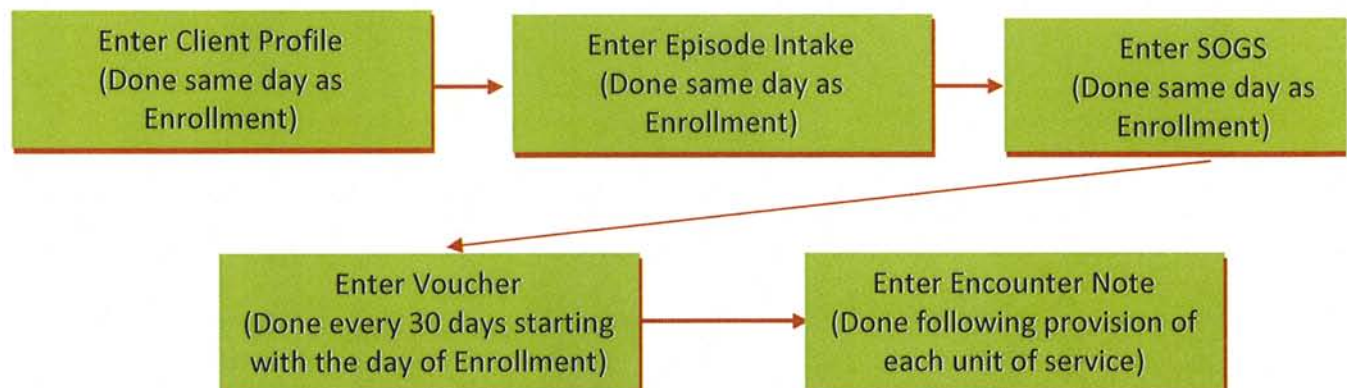 Enter Client Profile
(Done same day as
Enrollment)
Enter Episode Intake
(Done same day as
Enrollment)
Enter SOGS
(Done same day as
Enrollment)
Enter Voucher
(Done every 30 days starting
with the day of Enrollment)
Enter Encounter Note
(Done following provision of
each unit of service)